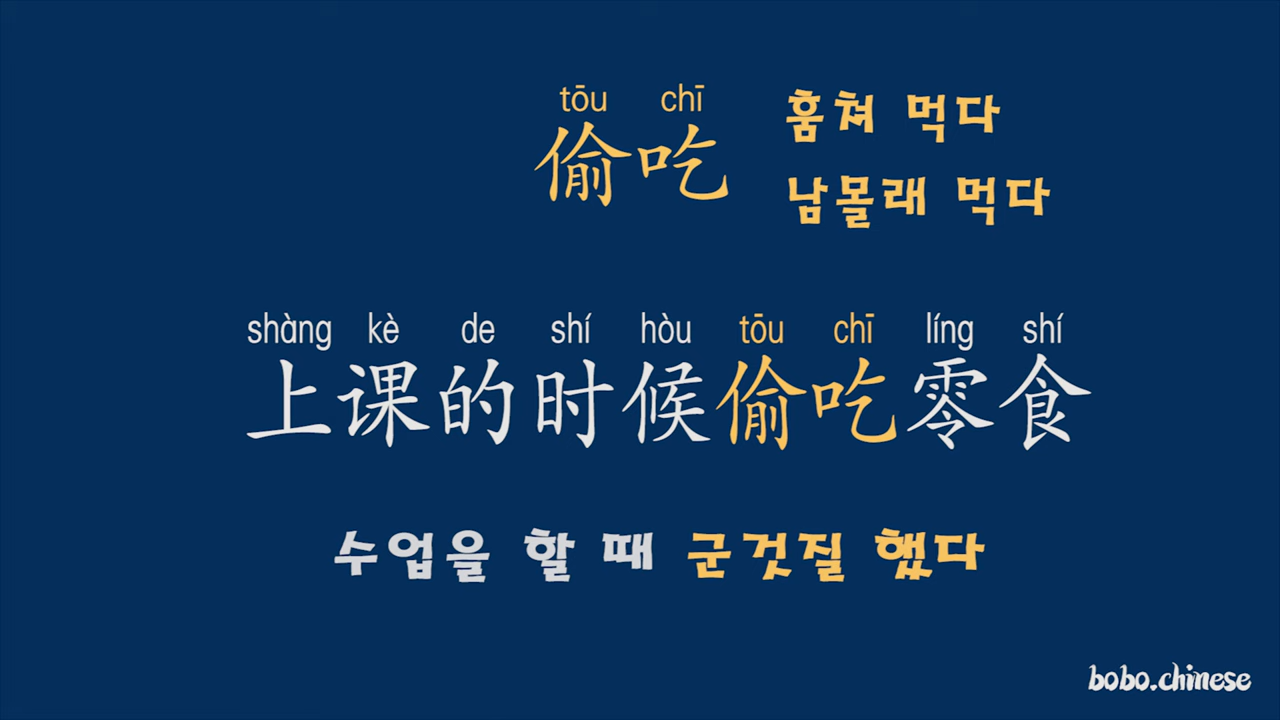 tōu chī
偷吃
훔쳐 먹다
남몰래 먹다
shàng kè de shí hòu tōu chī líng shí
上课的时候偷吃零食
수업을 할 때 군것질 했다
bobo.chinese